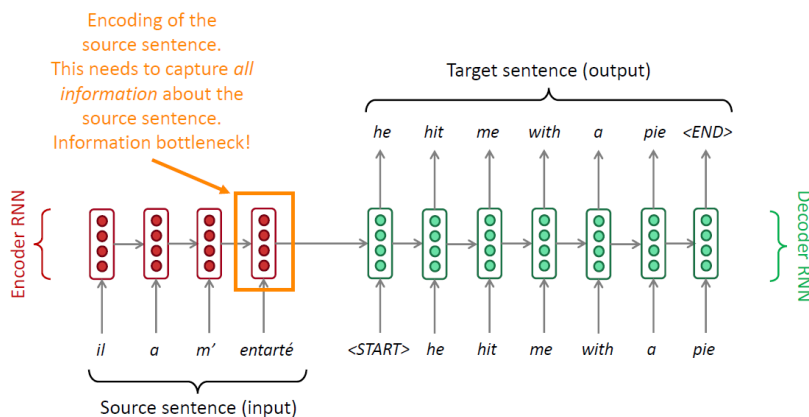 Encoding of the
source sentence.
This needs to capture all
information about the
source sentence.
Information bottleneck!
Target sentence (output)
he hit me with a pie <END>
Encoder RNN
Decoder RNN
il a m’ entarté
<START> he hit me with a pie
Source sentence (input)